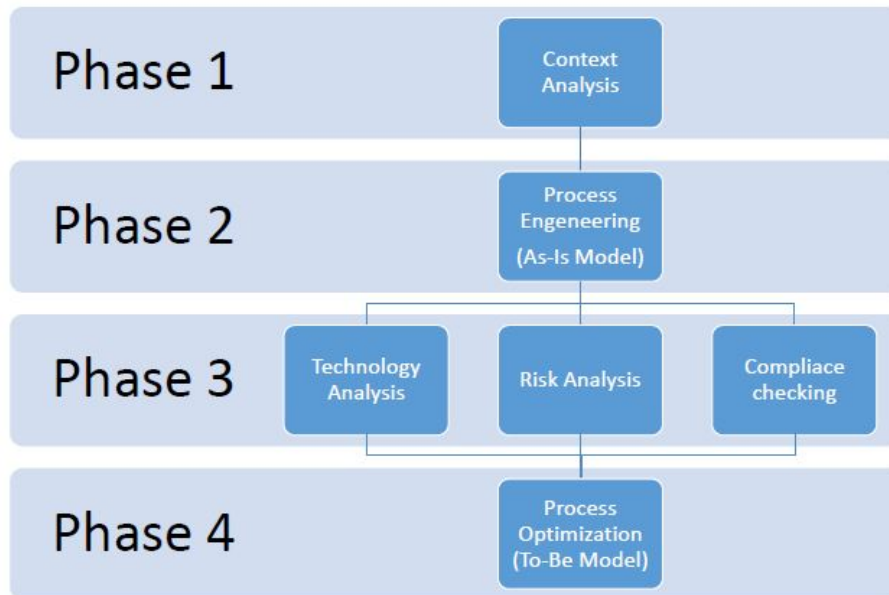 Phase 1
Context
Analysis
Phase 2
Process
Engeneering
(As-Is Model)
Phase 3
Technology
Analysis
Risk Analysis
Compliace
checking
Phase 4
Process
Optimization
(To-Be Model)